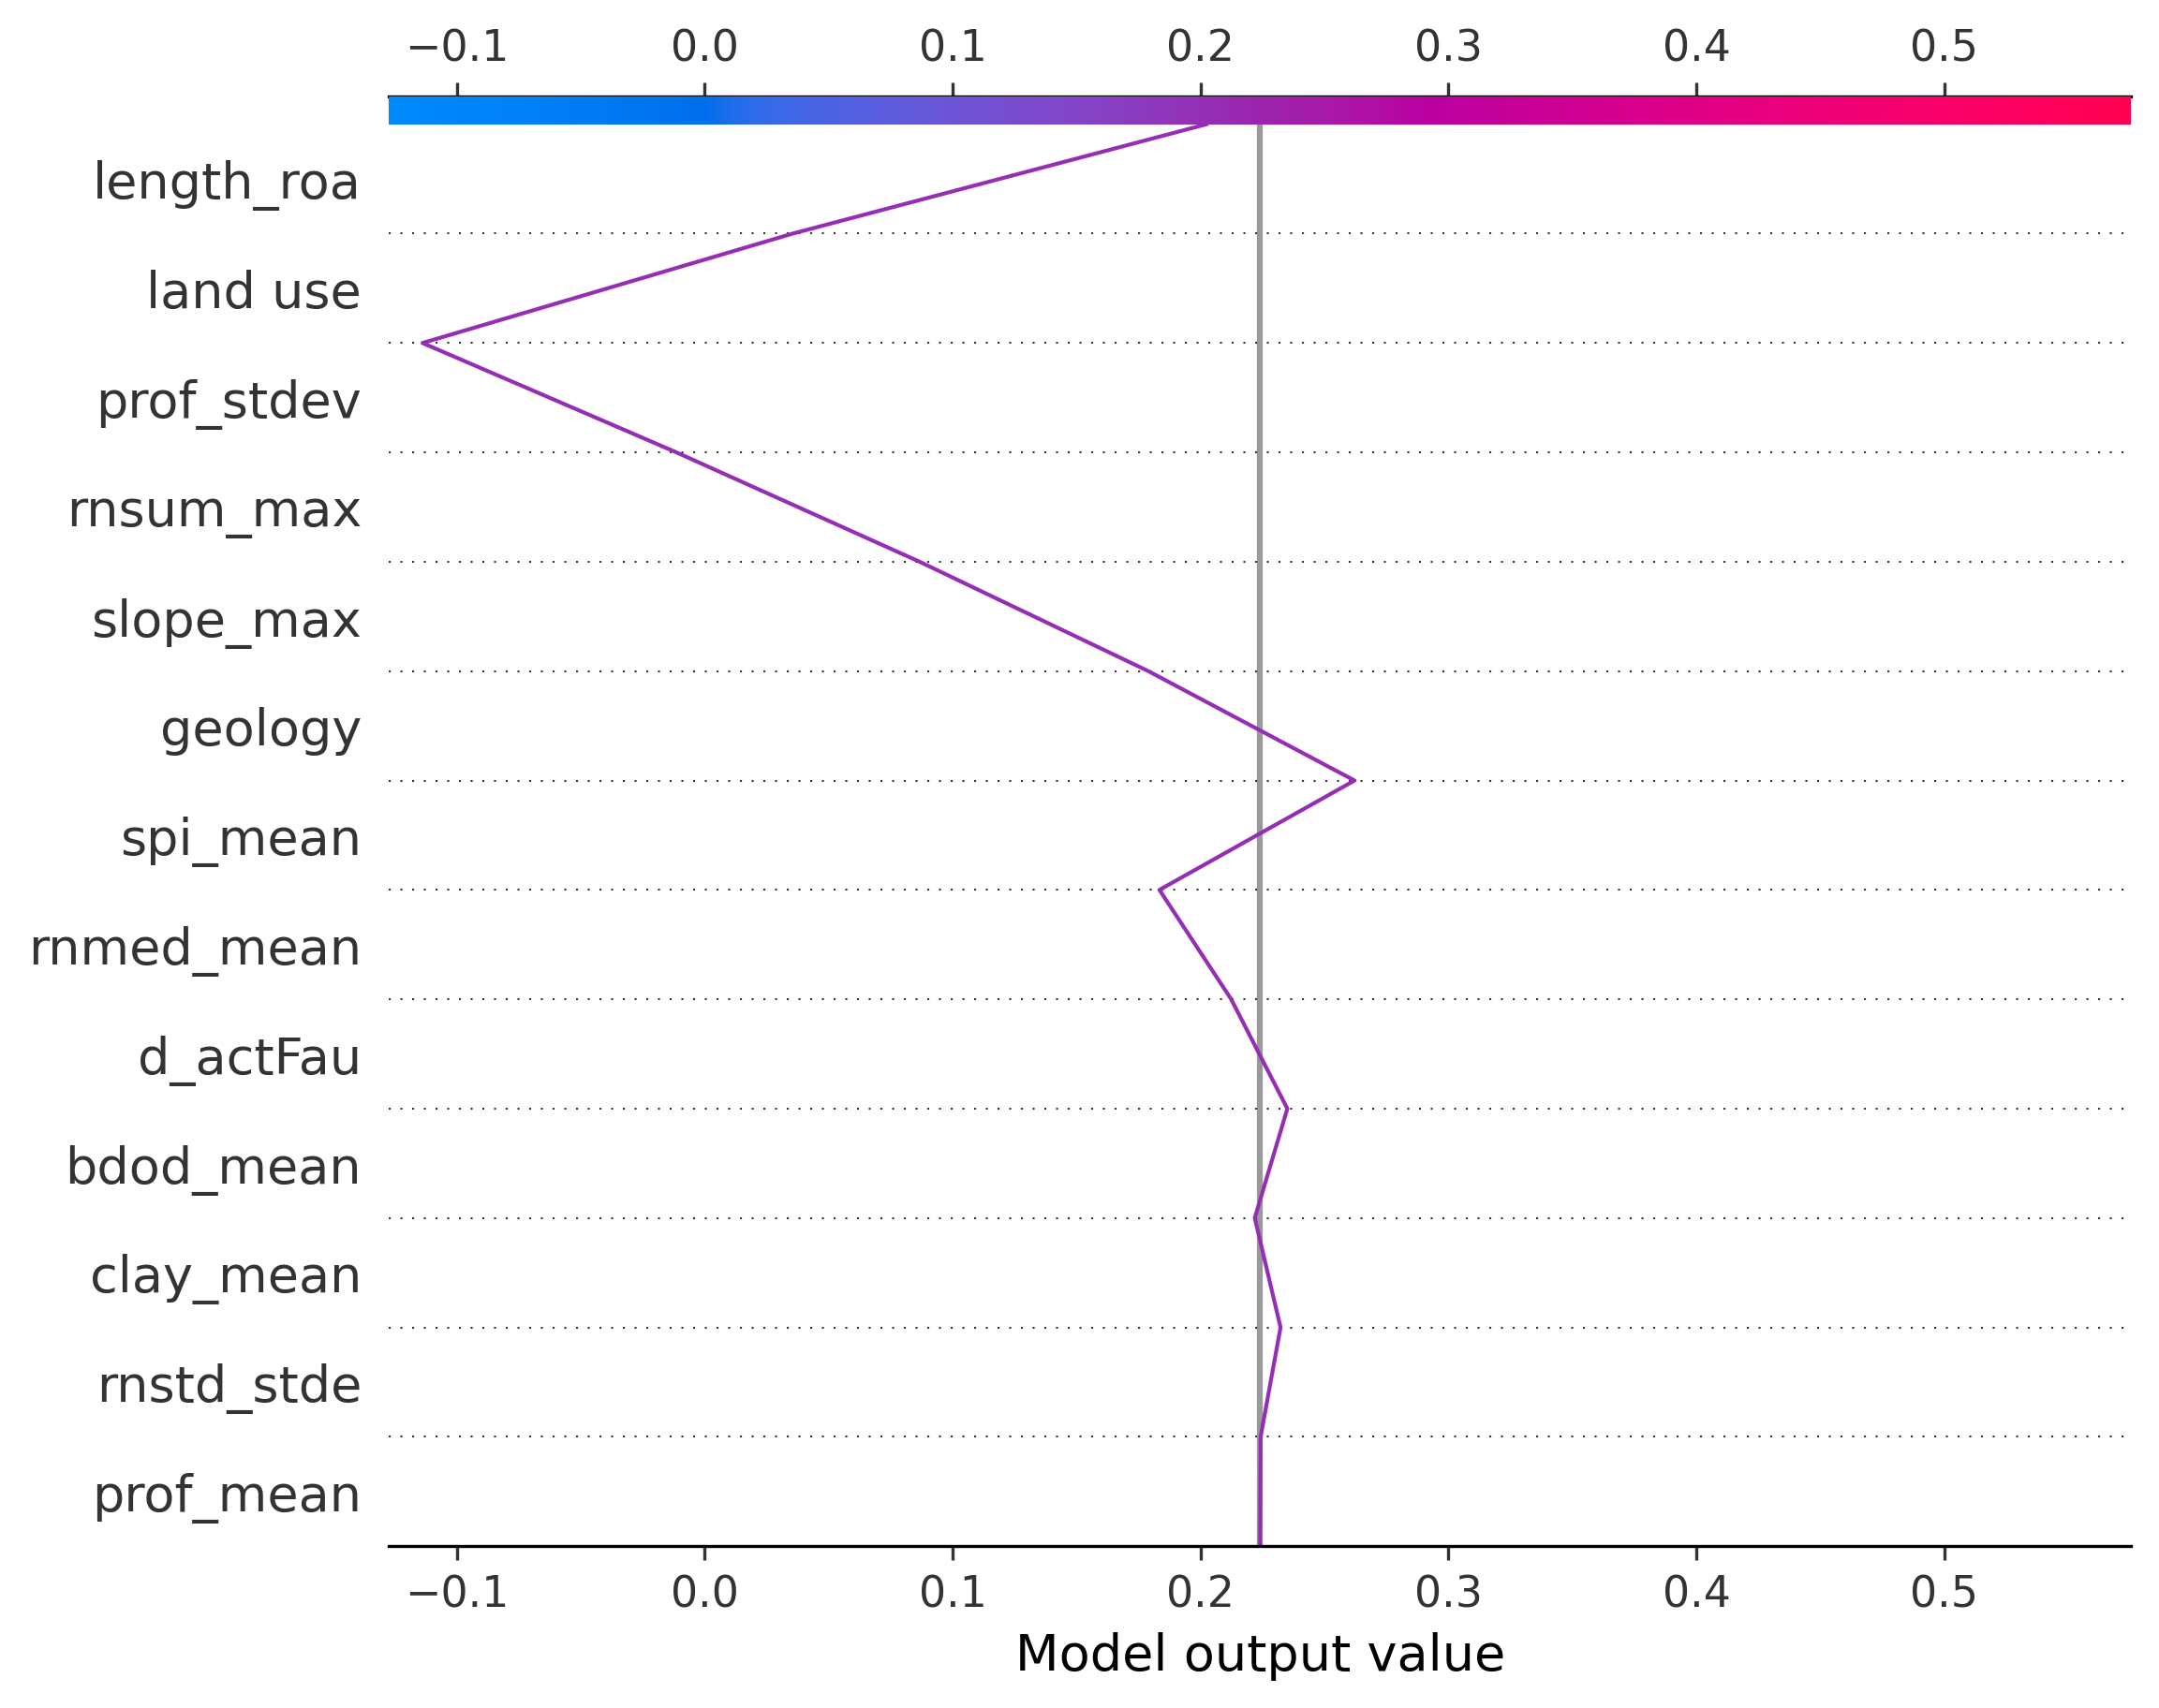 −0.1 0.0 0.1 0.2 0.3 0.4 0.5
length_roa
land use
prof_stdev
rnsum_max
slope_max
geology
spi_mean
rnmed_mean
d_actFau
bdod_mean
clay_mean
rnstd_stde
prof_mean
−0.1 0.0 0.1 0.2 0.3 0.4 0.5
Model output value